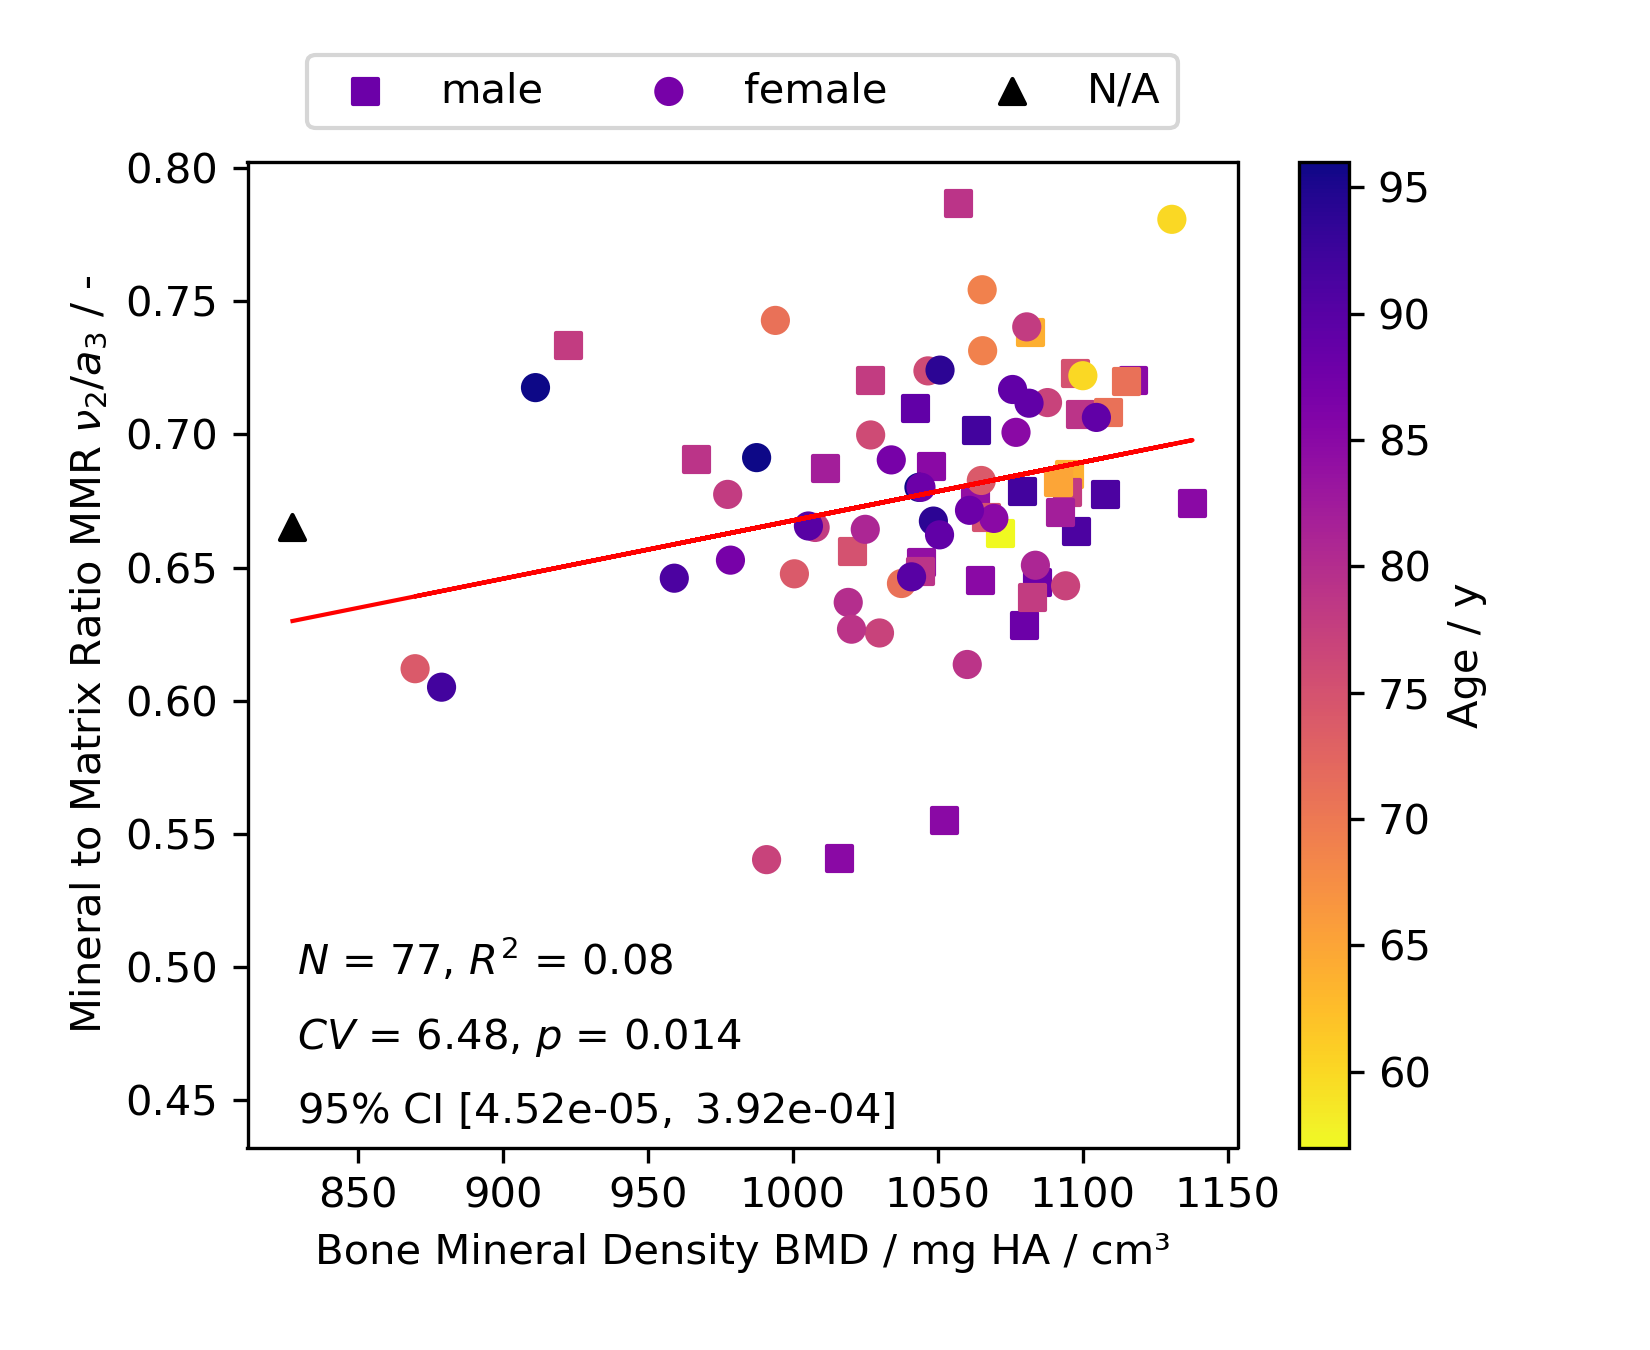 male female N/A
0.80
0.75
0.70
0.65
0.60
0.55
0.50
0.45
Mineral to Matrix Ratio MMR ν₂/a₃ / -
N = 77, R² = 0.08
CV = 6.48, p = 0.014
95% CI [4.52e-05, 3.92e-04]
850 900 950 1000 1050 1100 1150
Bone Mineral Density BMD / mg HA / cm³
95
90
85
80
75
70
65
60
Age / y